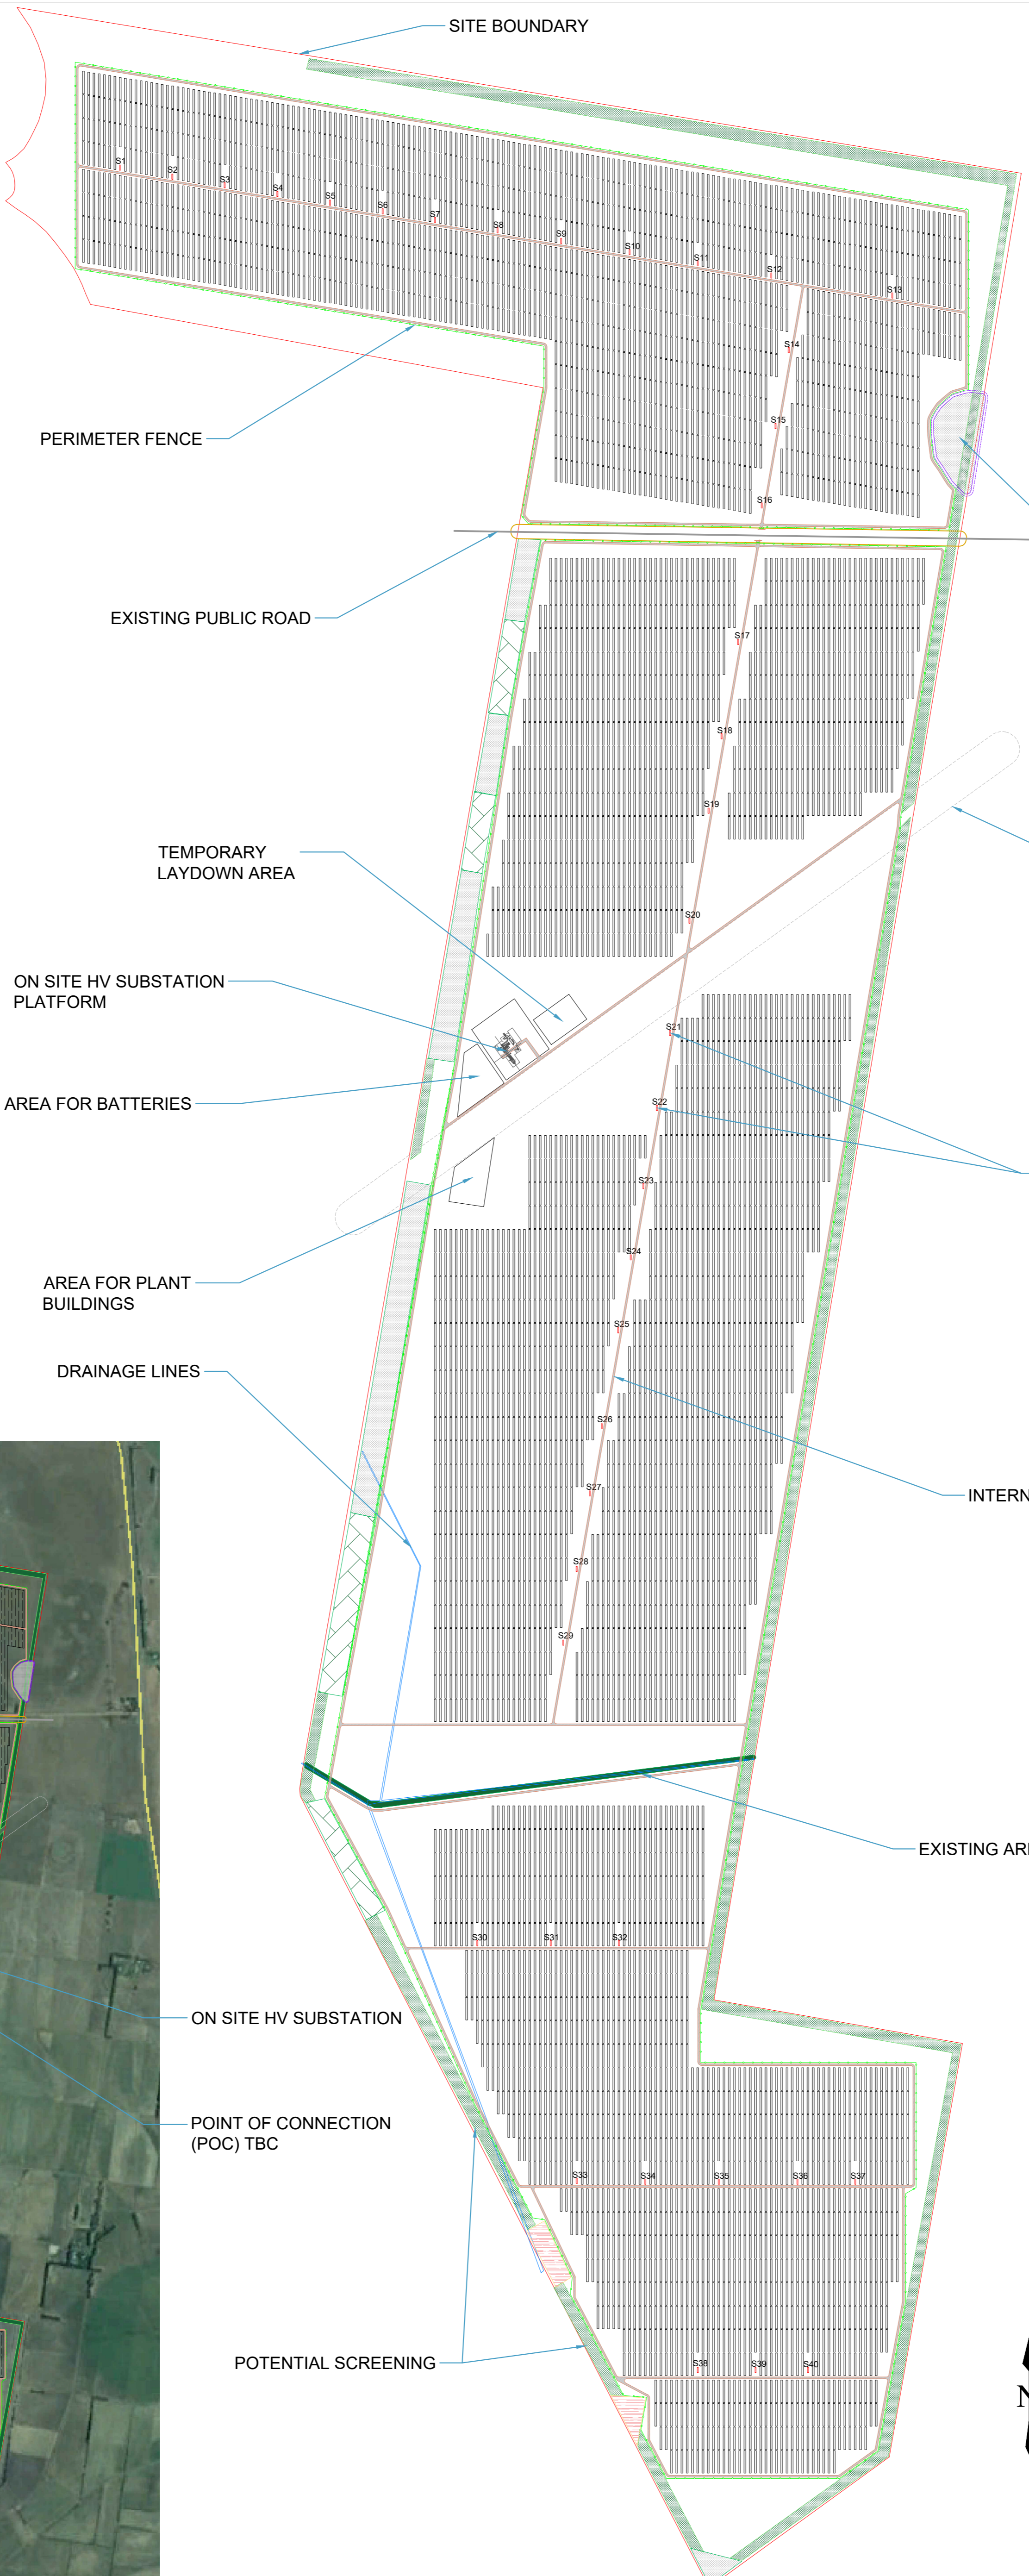 SITE BOUNDARY
S1
S2
S3
S4
S5
S6
S7
S8
S9
S10
S11
S12
S13
S14
S15
S16
PERIMETER FENCE
EXISTING PUBLIC ROAD
S17
S18
S19
TEMPORARY
LAYDOWN AREA
S20
ON SITE HV SUBSTATION
PLATFORM
S21
AREA FOR BATTERIES
S22
S23
S24
AREA FOR PLANT
BUILDINGS
S25
DRAINAGE LINES
S26
S27
INTERN
S28
S29
EXISTING ARE
S30
S31
S32
ON SITE HV SUBSTATION
POINT OF CONNECTION
(POC) TBC
S33
S34
S35
S36
S37
POTENTIAL SCREENING
S38
S39
S40
N